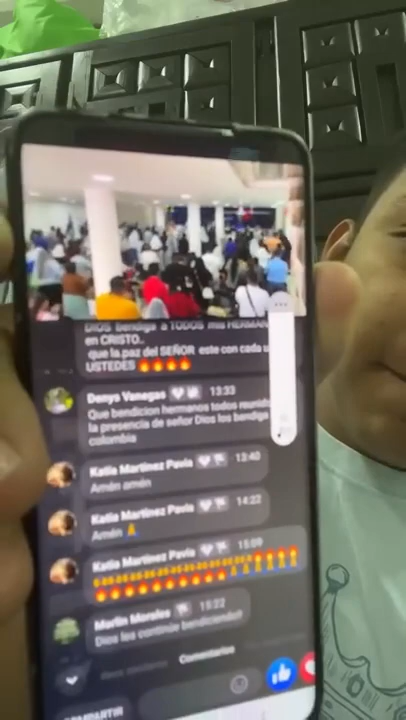 DIOS bendiga a TODOS mis HERMAN
en CRISTO..
que la paz del SEÑOR este con cada u
USTEDES 🔥🔥🔥🔥
Denys Vanegas 13:33
Que bendicion hermanos todos reunido
la presencia de señor Dios los bendiga
colombia
Katia Martinez Pavia 13:40
Amén amén
Katia Martinez Pavia 14:22
Amén 🙏
Katia Martinez Pavia 15:09
Marlin Morales 15:22
Dios les continúe bendiciendo
Comentarios